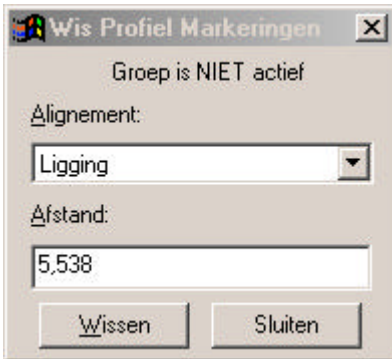 Wis Profiel Markeringen
Groep is NIET actief
Alignement:
Ligging
Afstand:
5,538
Wissen Sluiten